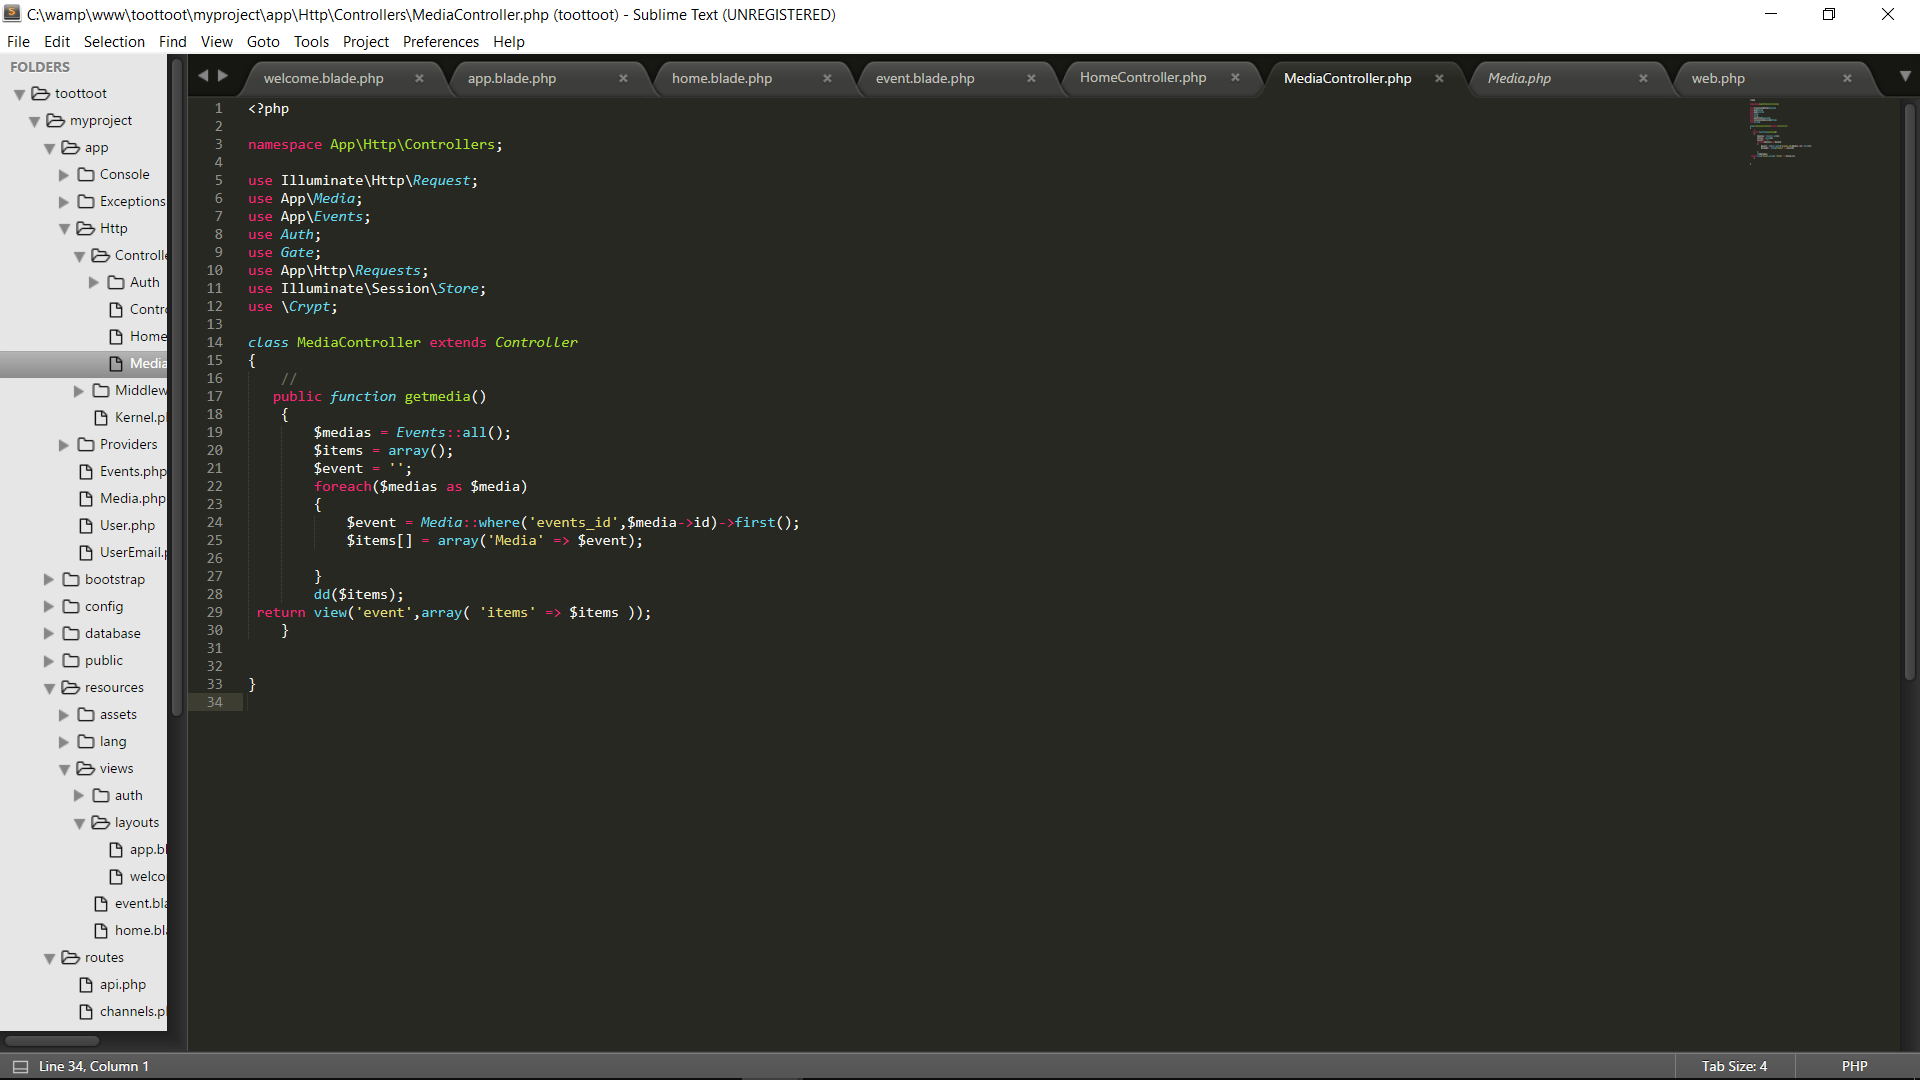 C:\wamp\www\toottoot\myproject\app\Http\Controllers\MediaController.php (toottoot) - Sublime Text (UNREGISTERED)
File Edit Selection Find View Goto Tools Project Preferences Help
FOLDERS
toottoot
myproject
app
Console
Exceptions
Http
Controlle
Auth
Contro
Home
Media
Middlew
Kernel.p
Providers
Events.php
Media.php
User.php
UserEmail.p
bootstrap
config
database
public
resources
assets
lang
views
auth
layouts
app.bl
welco
event.bla
home.bla
routes
api.php
channels.p
welcome.blade.php × app.blade.php × home.blade.php × event.blade.php × HomeController.php × MediaController.php × Media.php × web.php ×
1 <?php
2
3 namespace App\Http\Controllers;
4
5 use Illuminate\Http\Request;
6 use App\Media;
7 use App\Events;
8 use Auth;
9 use Gate;
10 use App\Http\Requests;
11 use Illuminate\Session\Store;
12 use \Crypt;
13
14 class MediaController extends Controller
15 {
16     //
17    public function getmedia()
18     {
19         $medias = Events::all();
20         $items = array();
21         $event = '';
22         foreach($medias as $media)
23         {
24             $event = Media::where('events_id',$media->id)->first();
25             $items[] = array('Media' => $event);
26
27         }
28         dd($items);
29  return view('event',array( 'items' => $items ));
30     }
31
32
33 }
34
Line 34, Column 1
Tab Size: 4
PHP